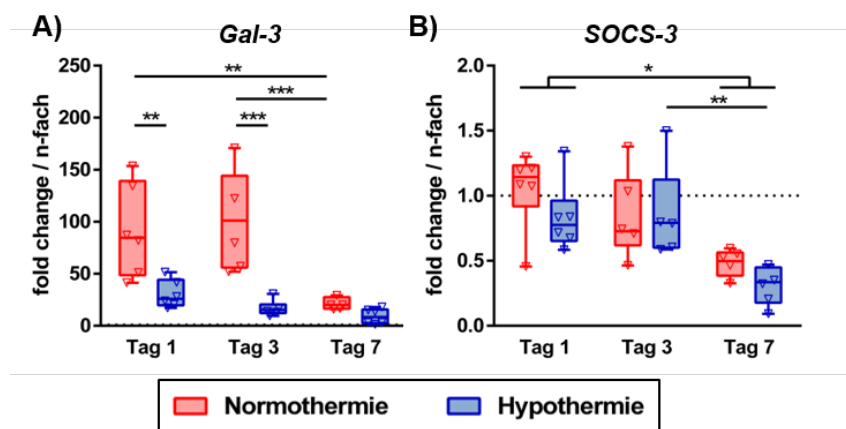 A) Gal-3
B) SOCS-3
fold change / n-fach
250
200
150
100
50
0
**
***
** ***
Tag 1 Tag 3 Tag 7
fold change / n-fach
2.0
1.5
1.0
0.5
0.0
*
**
Tag 1 Tag 3 Tag 7
Normothermie Hypothermie